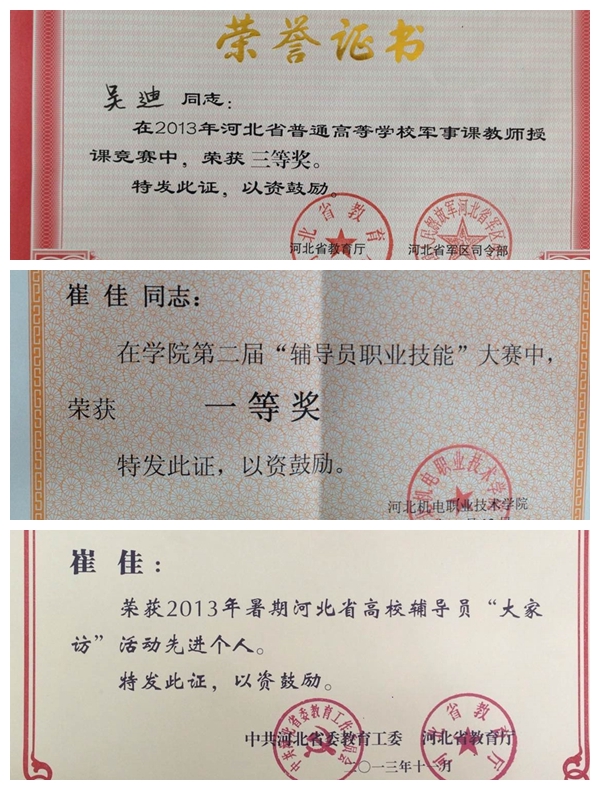 荣誉证书
吴迪 同志：
在2013年河北省普通高等学校军事课教师授
课竞赛中，荣获 三等奖。
特发此证，以资鼓励。
河北省教育厅 河北省军区司令部
崔佳同志：
在学院第二届“辅导员职业技能”大赛中，
荣获 一等奖
特发此证，以资鼓励。
河北机电职业技术学院
崔佳：
荣获2013年暑期河北省高校辅导员“大家
访”活动先进个人。
特发此证，以资鼓励。
中共河北省委教育工委 河北省教育厅
二〇一三年十一月